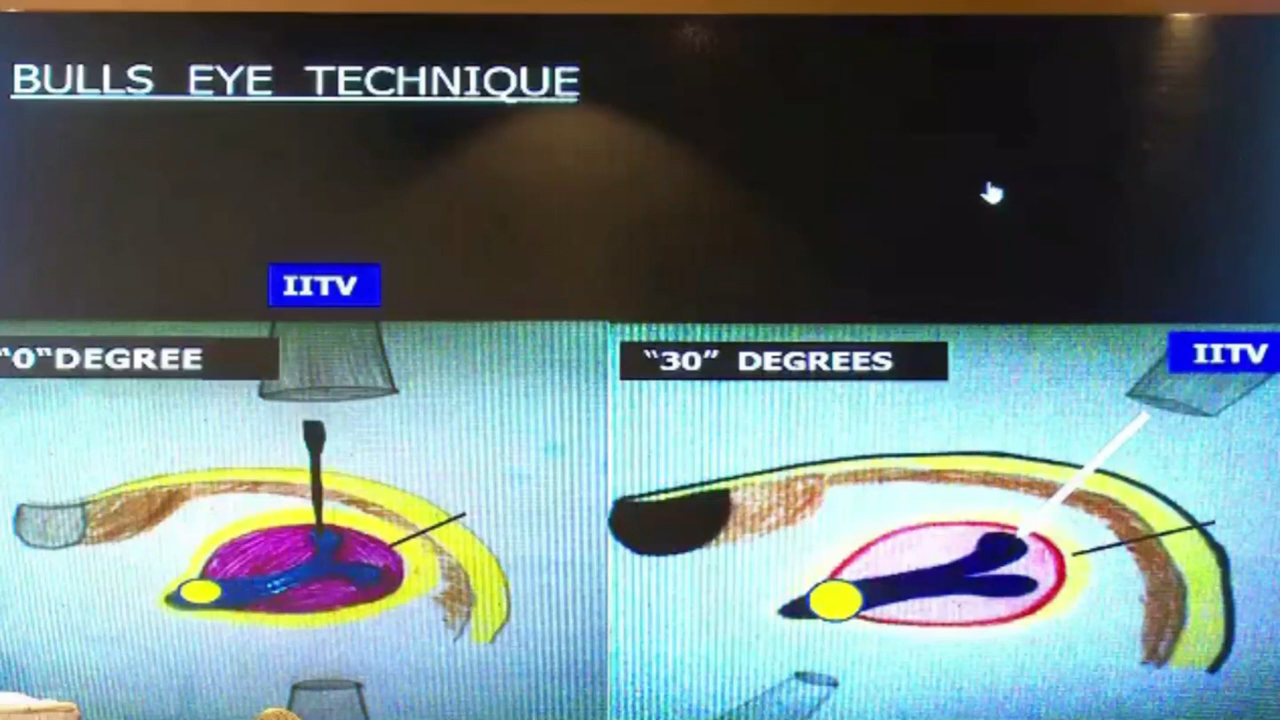 BULLS EYE TECHNIQUE
IITV
“0“DEGREE
“30” DEGREES
IITV